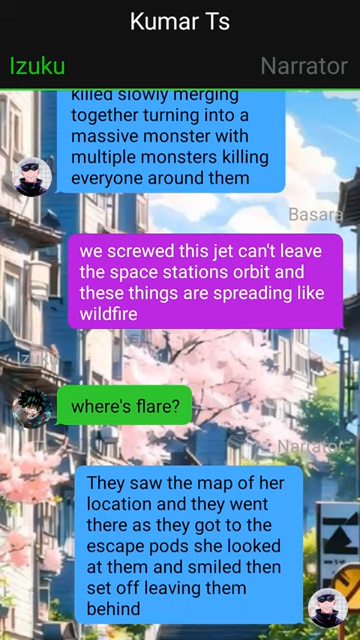 Kumar Ts
Izuku
Narrator
killed slowly merging
together turning into a
massive monster with
multiple monsters killing
everyone around them
Basara
we screwed this jet can't leave
the space stations orbit and
these things are spreading like
wildfire
Izuku
where's flare?
Narrator
They saw the map of her
location and they went
there as they got to the
escape pods she looked
at them and smiled then
set off leaving them
behind